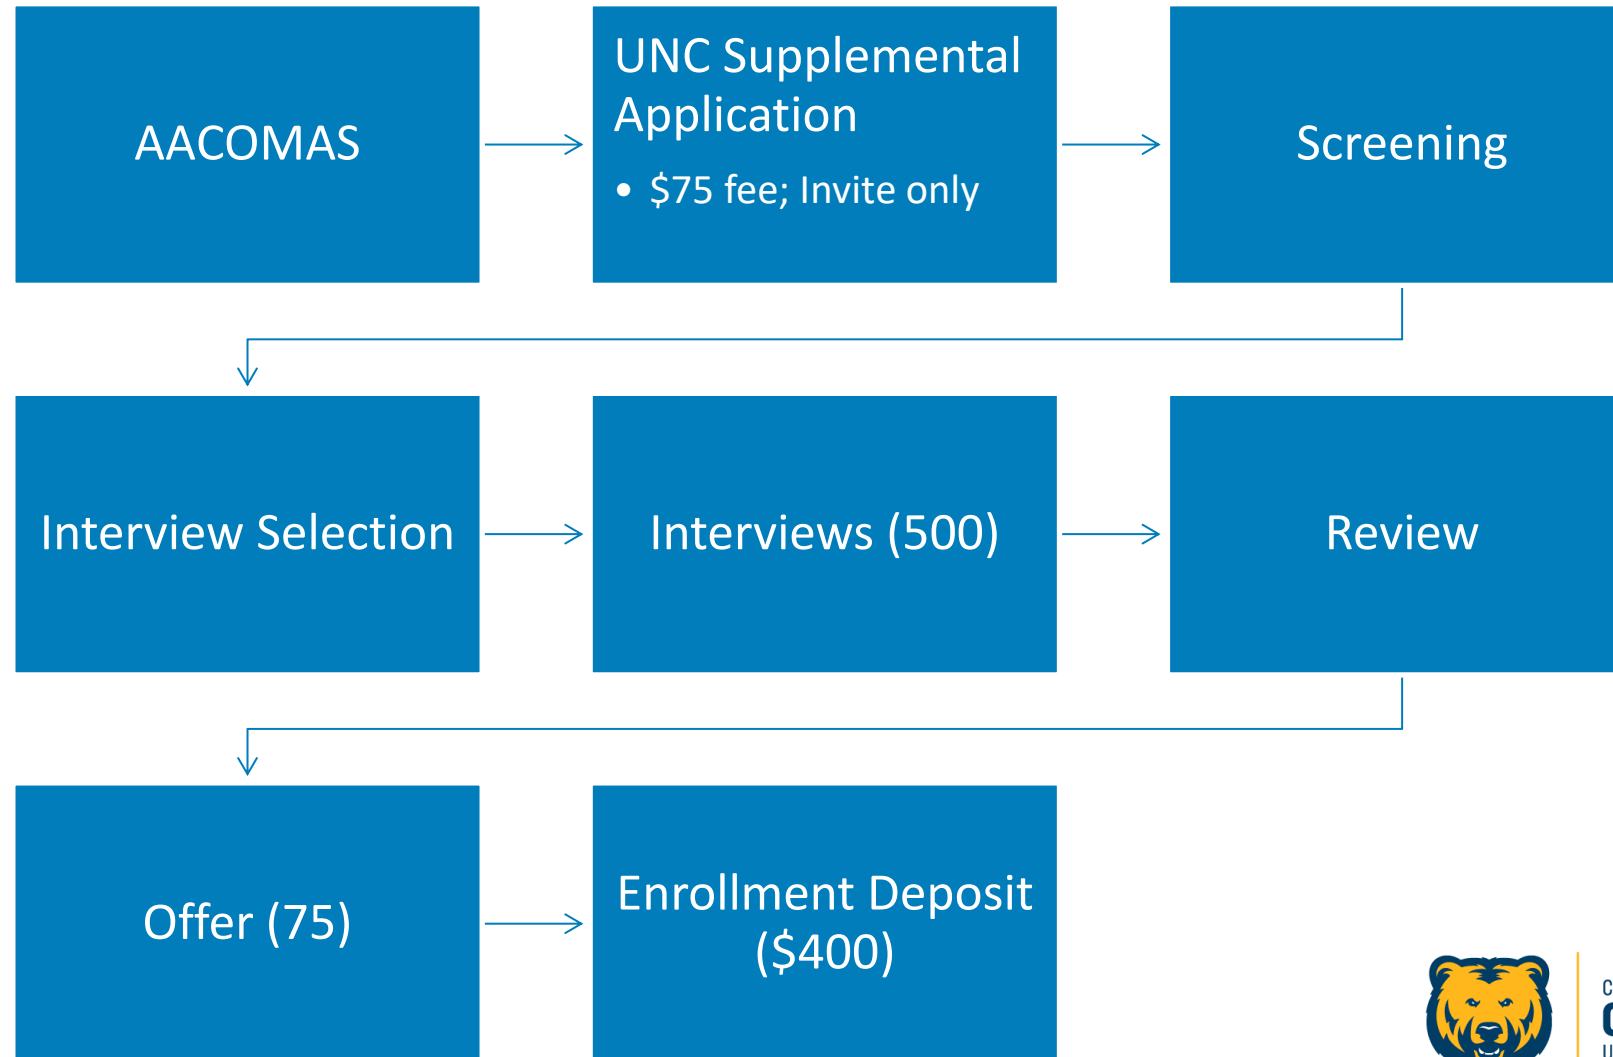 AACOMAS
UNC Supplemental
Application
• $75 fee; Invite only
Screening
Interview Selection
Interviews (500)
Review
Offer (75)
Enrollment Deposit
($400)